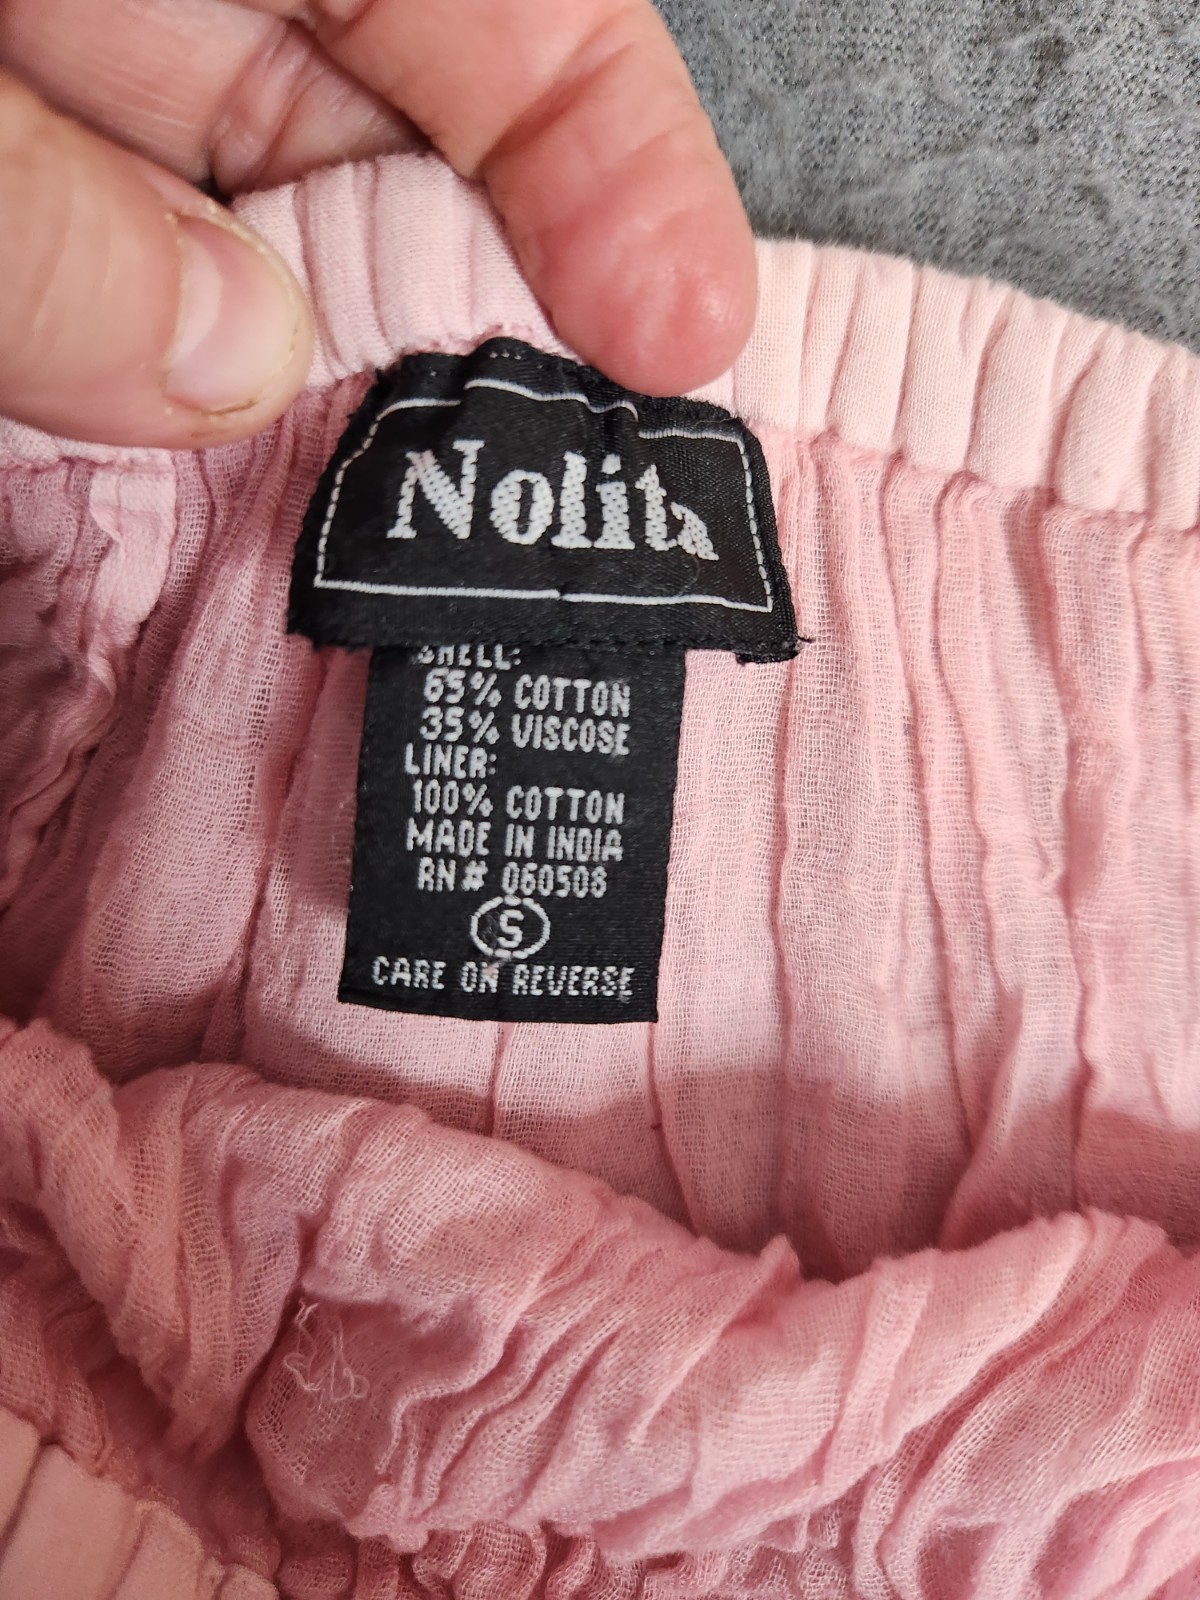 Nolita
SHELL:
65% COTTON
35% VISCOSE
LINER:
100% COTTON
MADE IN INDIA
RN# 060508
S
CARE ON REVERSE